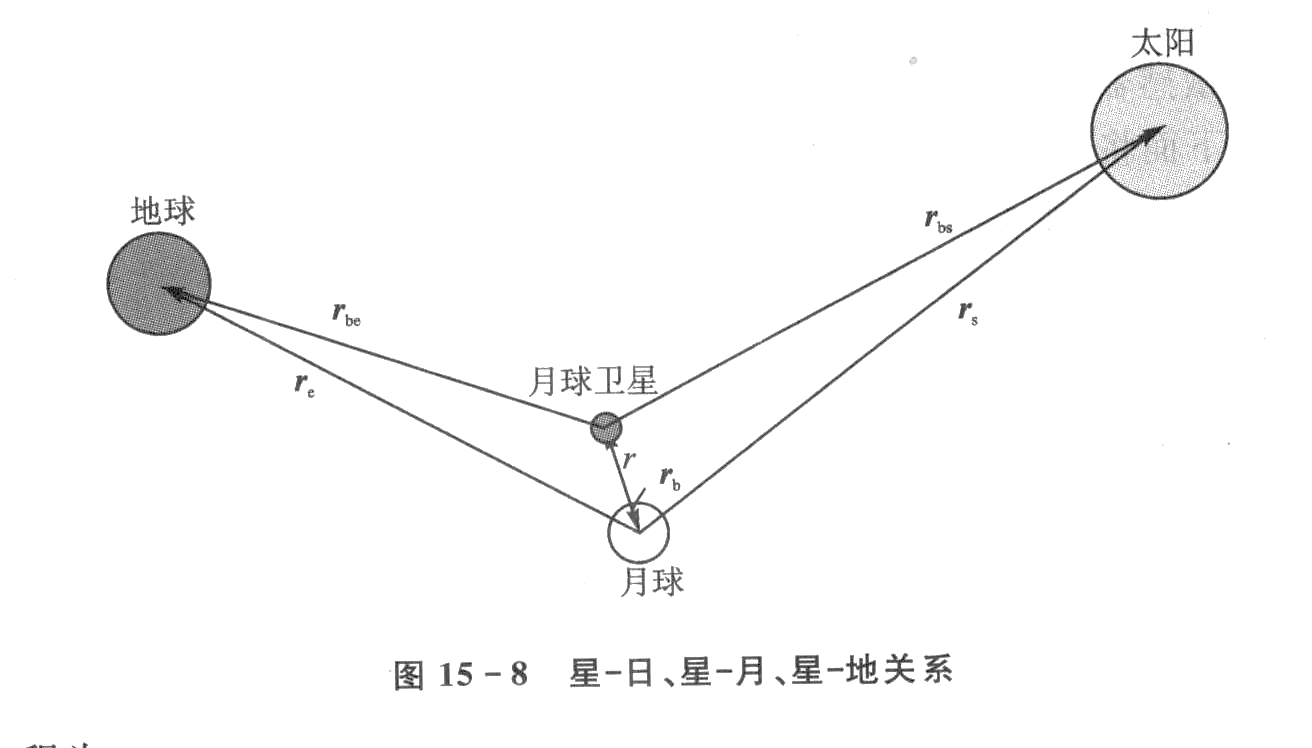 太阳
地球
r_bs
r_be
r_s
r_e
月球卫星
r
r_b
月球
图 15-8 星-日、星-月、星-地关系